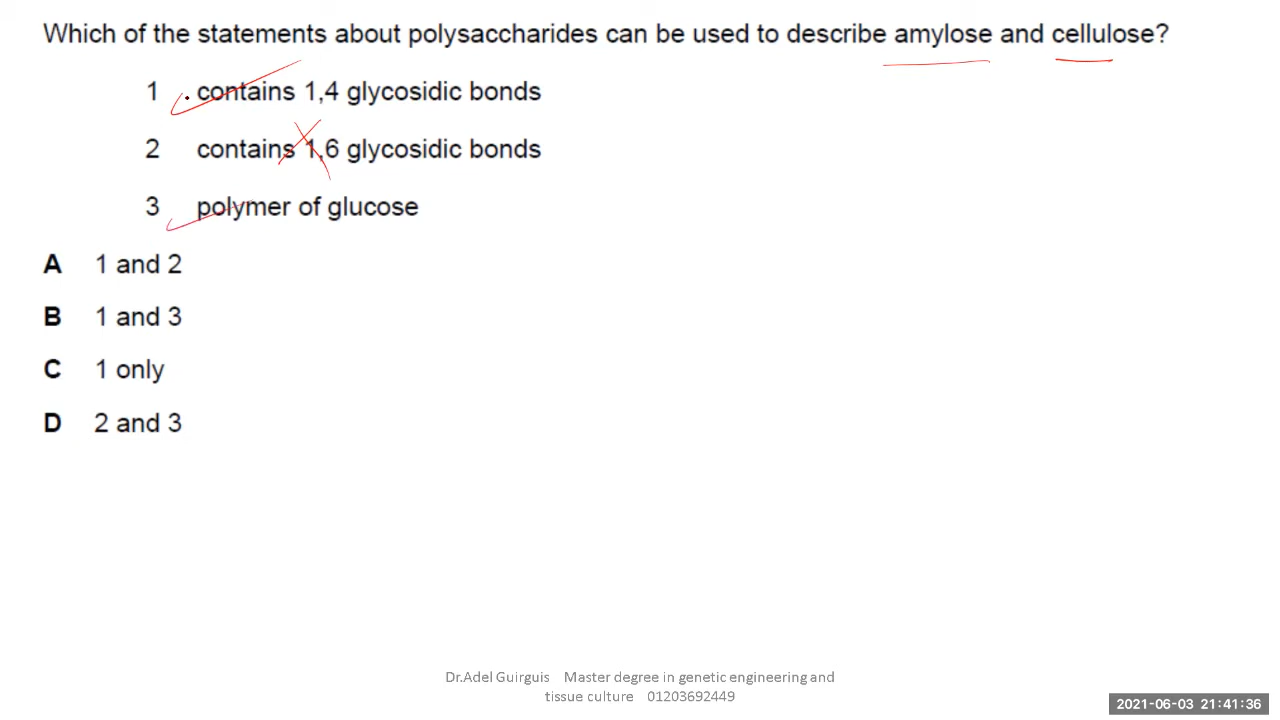 Which of the statements about polysaccharides can be used to describe amylose and cellulose?
1 contains 1,4 glycosidic bonds
2 contains 1,6 glycosidic bonds
3 polymer of glucose
A 1 and 2
B 1 and 3
C 1 only
D 2 and 3
Dr.Adel Guirguis Master degree in genetic engineering and
tissue culture 01203692449
2021-06-03 21:41:36